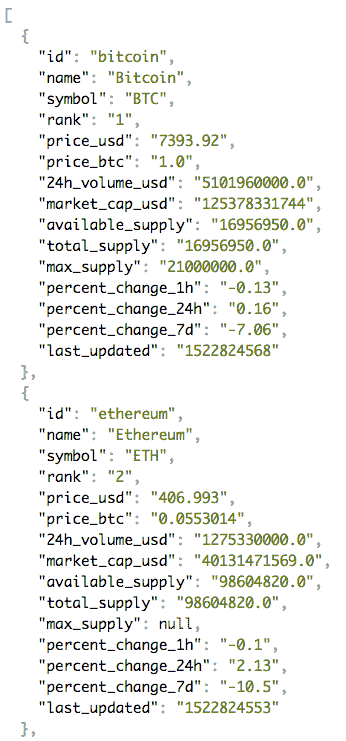 [
{
"id": "bitcoin",
"name": "Bitcoin",
"symbol": "BTC",
"rank": "1",
"price_usd": "7393.92",
"price_btc": "1.0",
"24h_volume_usd": "5101960000.0",
"market_cap_usd": "125378331744",
"available_supply": "16956950.0",
"total_supply": "16956950.0",
"max_supply": "21000000.0",
"percent_change_1h": "-0.13",
"percent_change_24h": "0.16",
"percent_change_7d": "-7.06",
"last_updated": "1522824568"
},
{
"id": "ethereum",
"name": "Ethereum",
"symbol": "ETH",
"rank": "2",
"price_usd": "406.993",
"price_btc": "0.0553014",
"24h_volume_usd": "1275330000.0",
"market_cap_usd": "40131471569.0",
"available_supply": "98604820.0",
"total_supply": "98604820.0",
"max_supply": null,
"percent_change_1h": "-0.1",
"percent_change_24h": "2.13",
"percent_change_7d": "-10.5",
"last_updated": "1522824553"
},